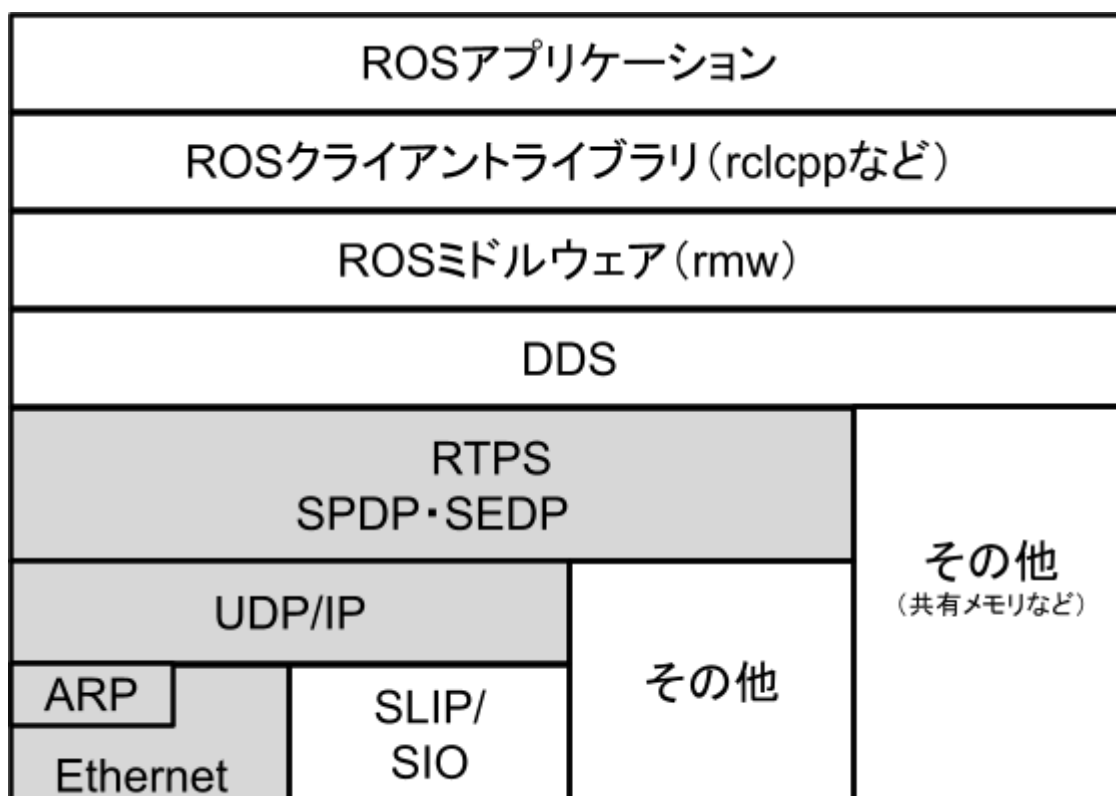 ROSアプリケーション
ROSクライアントライブラリ(rclcppなど)
ROSミドルウェア(rmw)
DDS
RTPS
SPDP・SEDP
その他
(共有メモリなど)
UDP/IP
その他
ARP
SLIP/
SIO
Ethernet